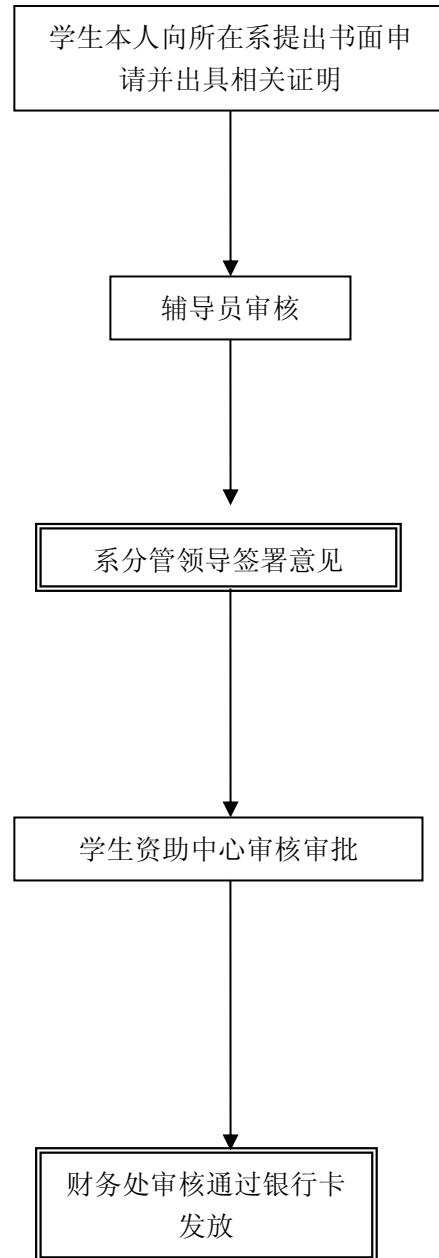 学生本人向所在系提出书面申
请并出具相关证明
辅导员审核
系分管领导签署意见
学生资助中心审核审批
财务处审核通过银行卡
发放